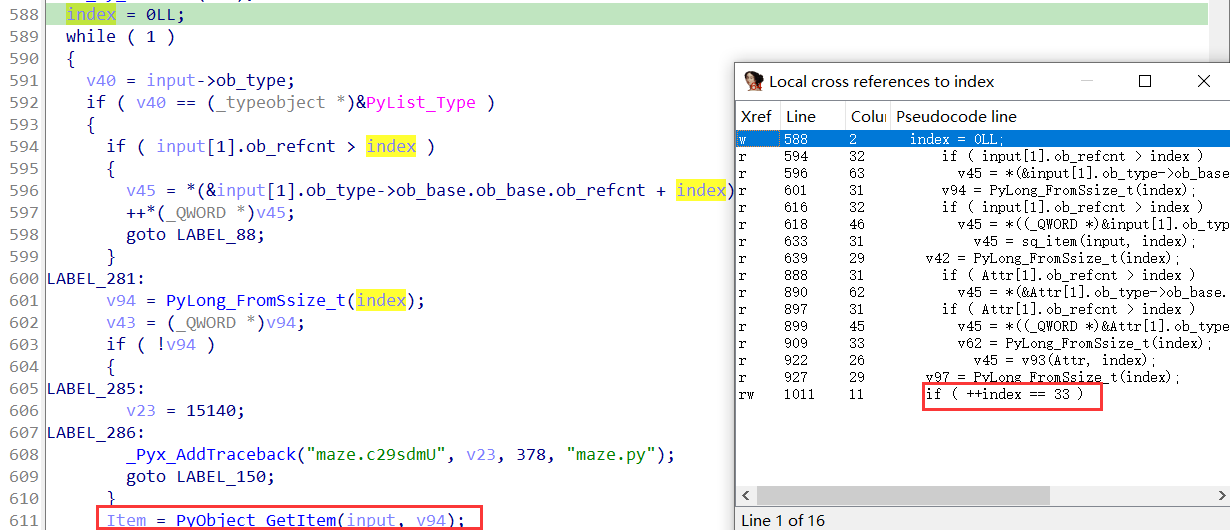 588 index = 0LL;
589 while ( 1 )
590 {
591 v40 = input->ob_type;
592 if ( v40 == (_typeobject *)&PyList_Type )
593 {
594 if ( input[1].ob_refcnt > index )
595 {
596 v45 = *(&input[1].ob_type->ob_base.ob_base.ob_refcnt + index)
597 ++*(_QWORD *)v45;
598 goto LABEL_88;
599 }
600 LABEL_281:
601 v94 = PyLong_FromSsize_t(index);
602 v43 = (_QWORD *)v94;
603 if ( !v94 )
604 {
605 LABEL_285:
606 v23 = 15140;
607 LABEL_286:
608 _Pyx_AddTraceback("maze.c29sdmU", v23, 378, "maze.py");
609 goto LABEL_150;
610 }
611 Item = PyObject_GetItem(input, v94);
Local cross references to index
Xref Line Colu Pseudocode line
w 588 2 index = 0LL;
r 594 32 if ( input[1].ob_refcnt > index )
r 596 63 v45 = *(&input[1].ob_type->ob_base
r 601 31 v94 = PyLong_FromSsize_t(index);
r 616 32 if ( input[1].ob_refcnt > index )
r 618 46 v45 = *((_QWORD *)&input[1].ob_typ
r 633 31 v45 = sq_item(input, index);
r 639 29 v42 = PyLong_FromSsize_t(index);
r 888 31 if ( Attr[1].ob_refcnt > index )
r 890 62 v45 = *(&Attr[1].ob_type->ob_base.
r 897 31 if ( Attr[1].ob_refcnt > index )
r 899 45 v45 = *((_QWORD *)&Attr[1].ob_type
r 909 33 v62 = PyLong_FromSsize_t(index);
r 922 26 v45 = v93(Attr, index);
r 927 29 v97 = PyLong_FromSsize_t(index);
rw 1011 11 if ( ++index == 33 )
Line 1 of 16